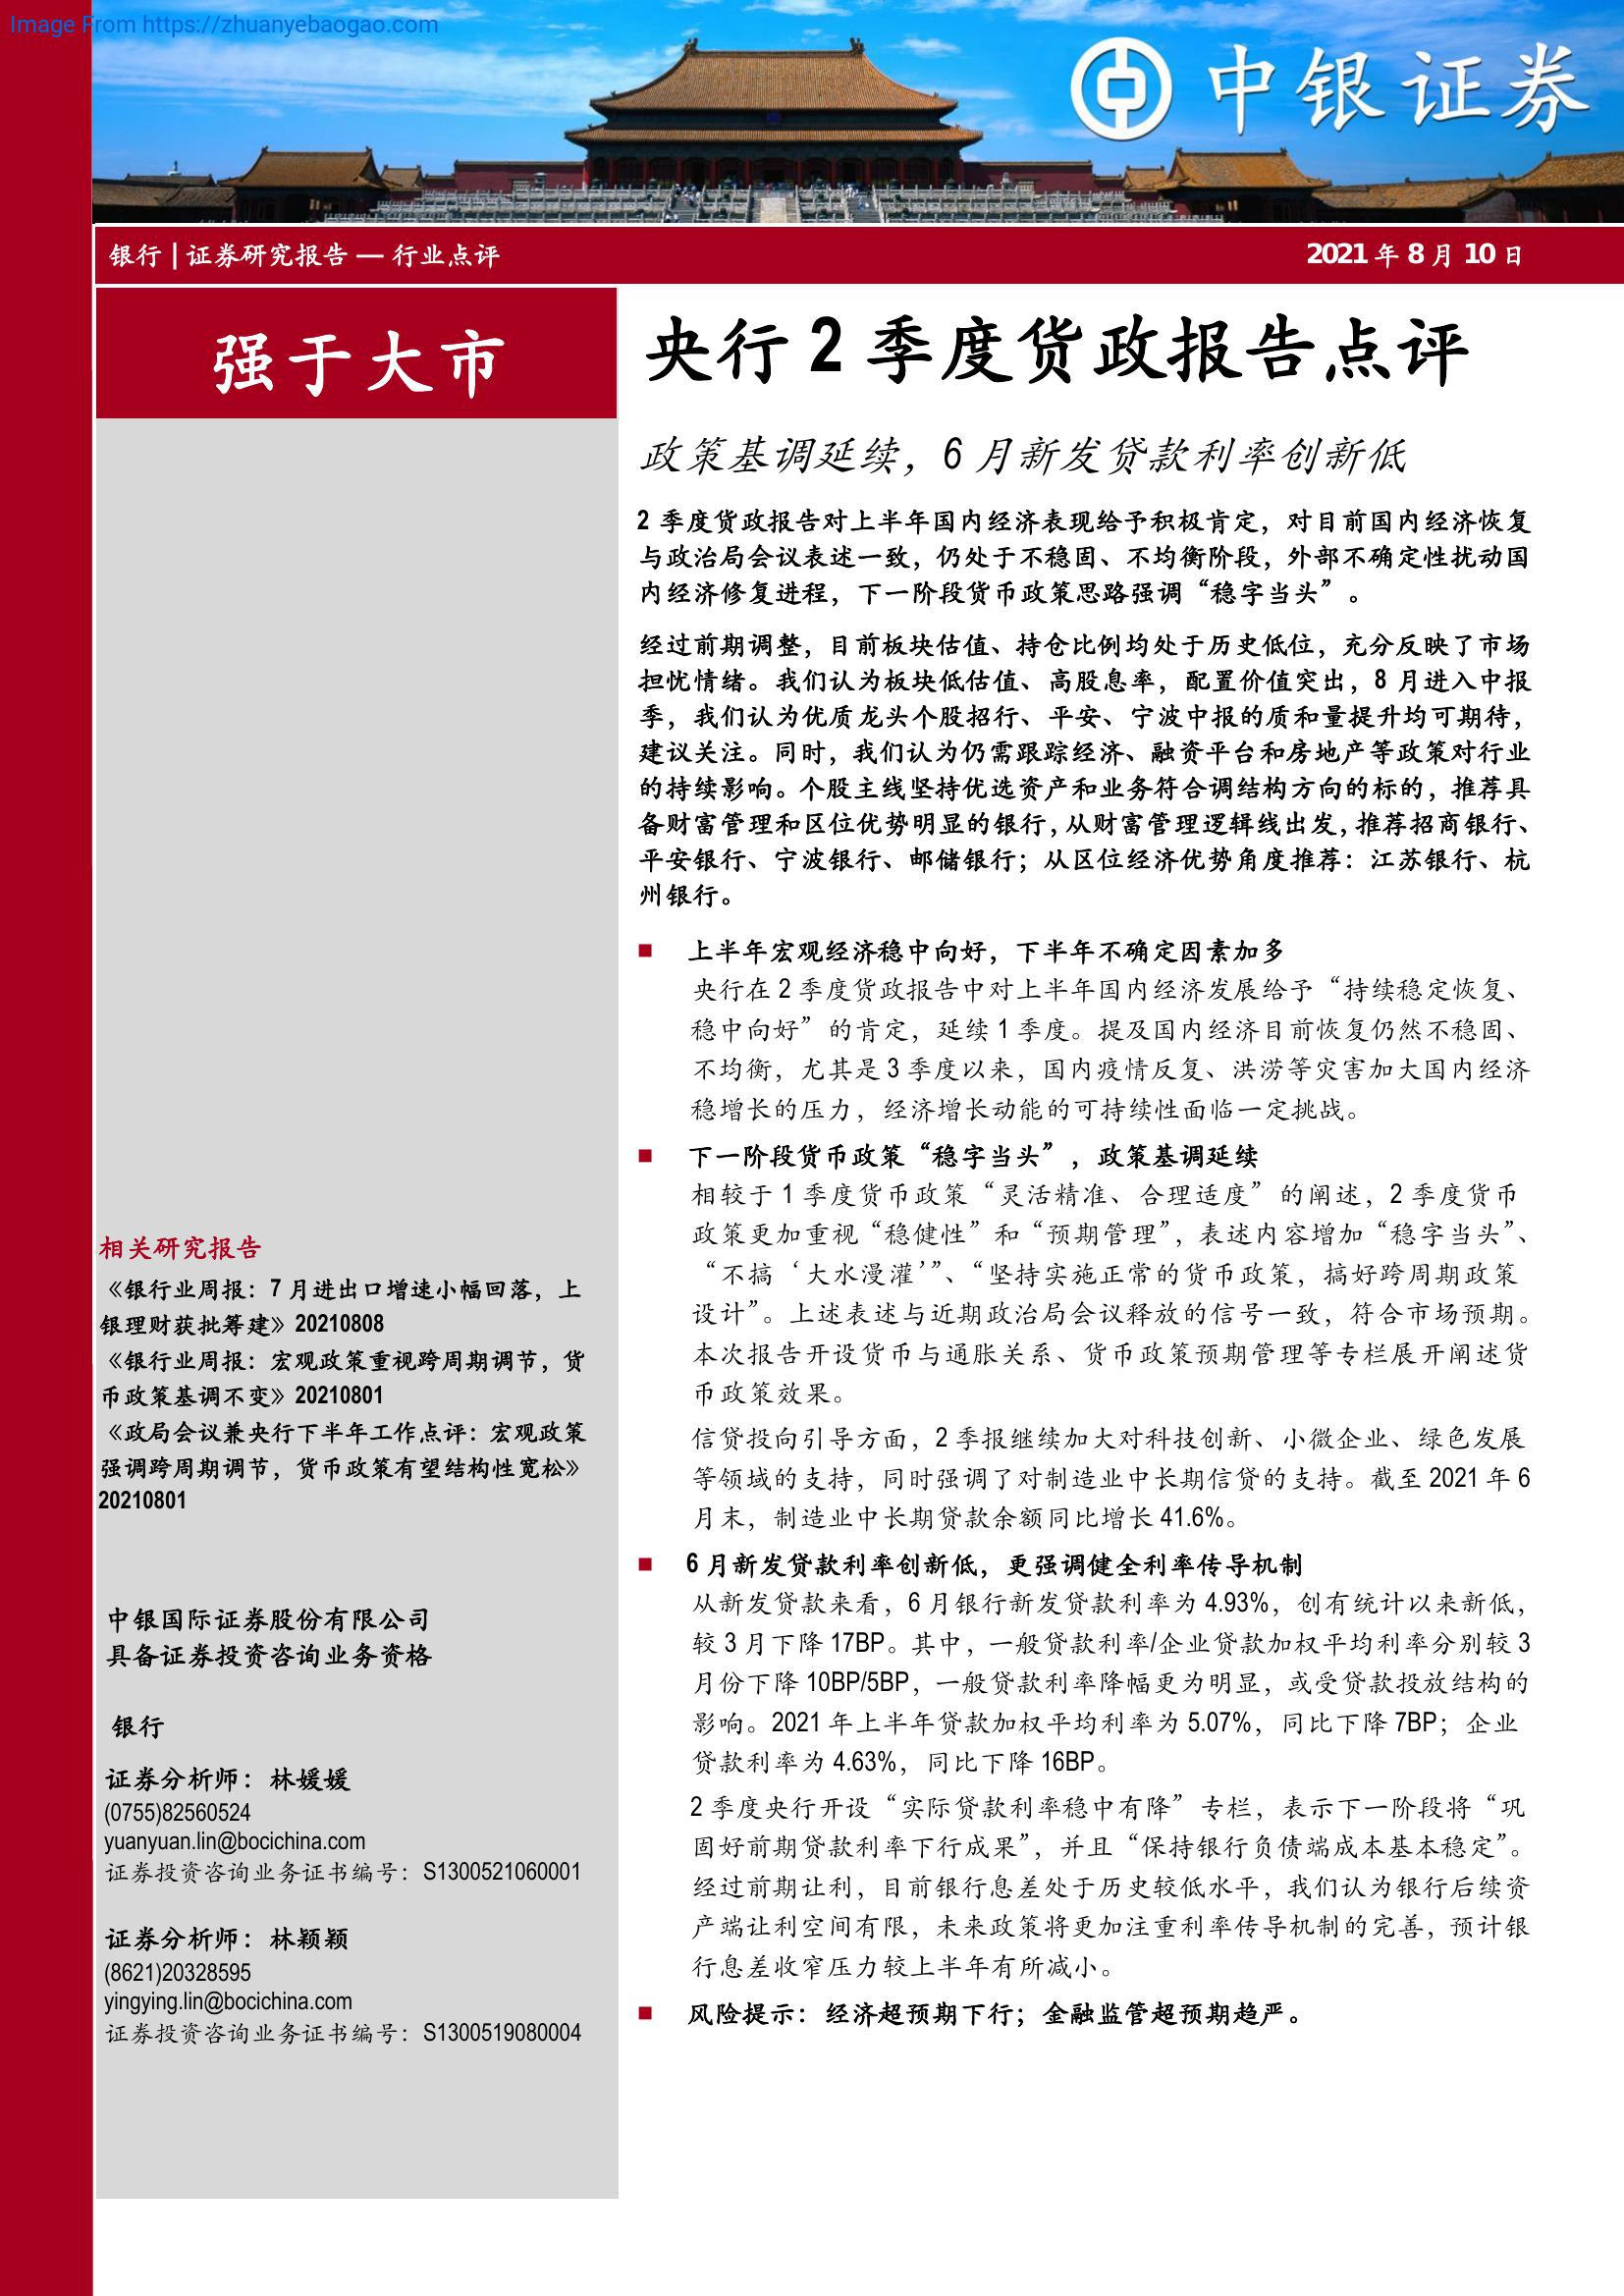 Image From https://zhuanyebaogao.com
中银证券
银行 | 证券研究报告 — 行业点评
2021 年 8 月 10 日
强于大市
央行 2 季度货政报告点评
政策基调延续，6 月新发贷款利率创新低
2 季度货政报告对上半年国内经济表现给予积极肯定，对目前国内经济恢复
与政治局会议表述一致，仍处于不稳固、不均衡阶段，外部不确定性扰动国
内经济修复进程，下一阶段货币政策思路强调“稳字当头”。
经过前期调整，目前板块估值、持仓比例均处于历史低位，充分反映了市场
担忧情绪。我们认为板块低估值、高股息率，配置价值突出，8 月进入中报
季，我们认为优质龙头个股招行、平安、宁波中报的质和量提升均可期待，
建议关注。同时，我们认为仍需跟踪经济、融资平台和房地产等政策对行业
的持续影响。个股主线坚持优选资产和业务符合调结构方向的标的，推荐具
备财富管理和区位优势明显的银行，从财富管理逻辑线出发，推荐招商银行、
平安银行、宁波银行、邮储银行；从区位经济优势角度推荐：江苏银行、杭
州银行。
■ 上半年宏观经济稳中向好，下半年不确定因素加多
央行在 2 季度货政报告中对上半年国内经济发展给予“持续稳定恢复、
稳中向好”的肯定，延续 1 季度。提及国内经济目前恢复仍然不稳固、
不均衡，尤其是 3 季度以来，国内疫情反复、洪涝等灾害加大国内经济
稳增长的压力，经济增长动能的可持续性面临一定挑战。
■ 下一阶段货币政策“稳字当头”，政策基调延续
相较于 1 季度货币政策“灵活精准、合理适度”的阐述，2 季度货币
政策更加重视“稳健性”和“预期管理”，表述内容增加“稳字当头”、
“不搞‘大水漫灌’”、“坚持实施正常的货币政策，搞好跨周期政策
设计”。上述表述与近期政治局会议释放的信号一致，符合市场预期。
本次报告开设货币与通胀关系、货币政策预期管理等专栏展开阐述货
币政策效果。
信贷投向引导方面，2 季报继续加大对科技创新、小微企业、绿色发展
等领域的支持，同时强调了对制造业中长期信贷的支持。截至 2021 年 6
月末，制造业中长期贷款余额同比增长 41.6%。
■ 6 月新发贷款利率创新低，更强调健全利率传导机制
从新发贷款来看，6 月银行新发贷款利率为 4.93%，创有统计以来新低，
较 3 月下降 17BP。其中，一般贷款利率/企业贷款加权平均利率分别较 3
月份下降 10BP/5BP，一般贷款利率降幅更为明显，或受贷款投放结构的
影响。2021 年上半年贷款加权平均利率为 5.07%，同比下降 7BP；企业
贷款利率为 4.63%，同比下降 16BP。
2 季度央行开设“实际贷款利率稳中有降”专栏，表示下一阶段将“巩
固好前期贷款利率下行成果”，并且“保持银行负债端成本基本稳定”。
经过前期让利，目前银行息差处于历史较低水平，我们认为银行后续资
产端让利空间有限，未来政策将更加注重利率传导机制的完善，预计银
行息差收窄压力较上半年有所减小。
■ 风险提示：经济超预期下行；金融监管超预期趋严。
相关研究报告
《银行业周报：7 月进出口增速小幅回落，上
银理财获批筹建》20210808
《银行业周报：宏观政策重视跨周期调节，货
币政策基调不变》20210801
《政局会议兼央行下半年工作点评：宏观政策
强调跨周期调节，货币政策有望结构性宽松》
20210801
中银国际证券股份有限公司
具备证券投资咨询业务资格
银行
证券分析师：林媛媛
(0755)82560524
yuanyuan.lin@bocichina.com
证券投资咨询业务证书编号：S1300521060001
证券分析师：林颖颖
(8621)20328595
yingying.lin@bocichina.com
证券投资咨询业务证书编号：S1300519080004